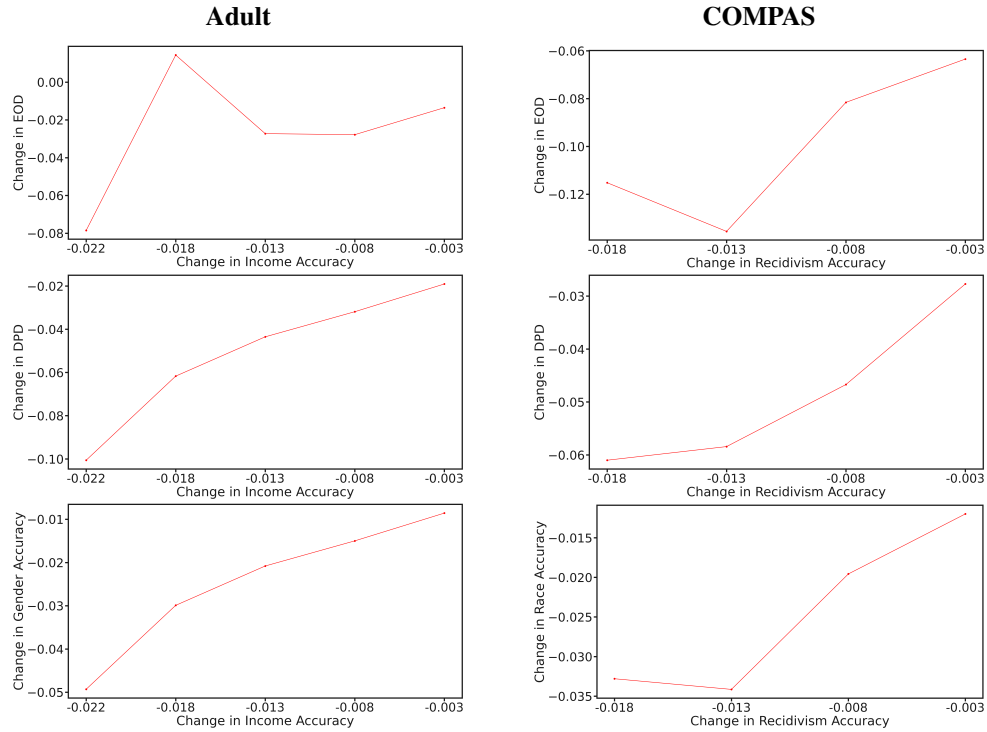 Adult
COMPAS
Change in EOD
0.00
−0.02
−0.04
−0.06
−0.08
-0.022 -0.018 -0.013 -0.008 -0.003
Change in Income Accuracy
Change in EOD
−0.06
−0.08
−0.10
−0.12
-0.018 -0.013 -0.008 -0.003
Change in Recidivism Accuracy
Change in DPD
−0.02
−0.04
−0.06
−0.08
−0.10
-0.022 -0.018 -0.013 -0.008 -0.003
Change in Income Accuracy
Change in DPD
−0.03
−0.04
−0.05
−0.06
-0.018 -0.013 -0.008 -0.003
Change in Recidivism Accuracy
Change in Gender Accuracy
−0.01
−0.02
−0.03
−0.04
−0.05
-0.022 -0.018 -0.013 -0.008 -0.003
Change in Income Accuracy
Change in Race Accuracy
−0.015
−0.020
−0.025
−0.030
−0.035
-0.018 -0.013 -0.008 -0.003
Change in Recidivism Accuracy